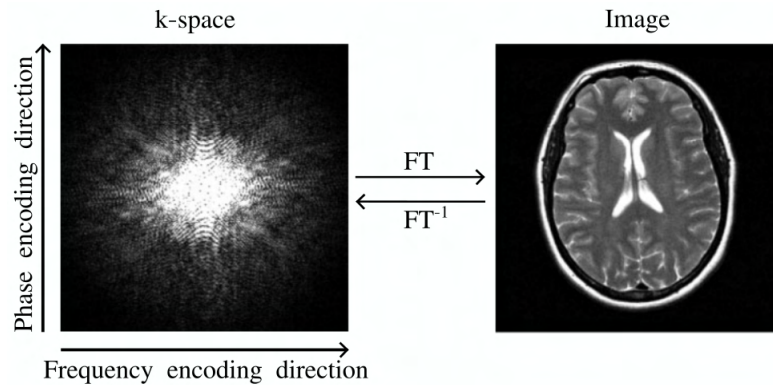 k-space
Image
Phase encoding direction
FT
FT⁻¹
Frequency encoding direction